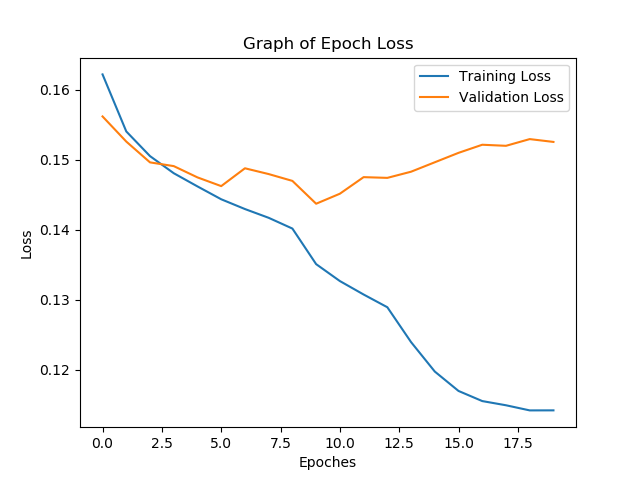 Graph of Epoch Loss
Training Loss
Validation Loss
Loss
0.16
0.15
0.14
0.13
0.12
0.0 2.5 5.0 7.5 10.0 12.5 15.0 17.5
Epoches